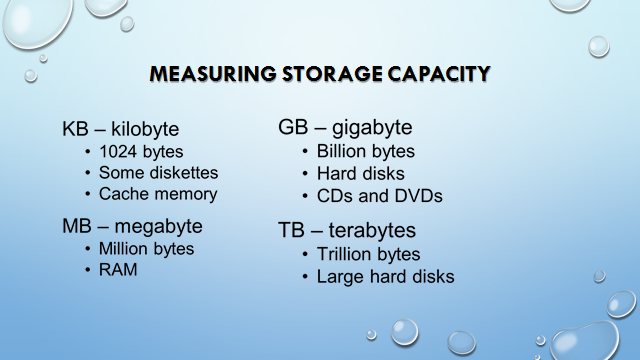 MEASURING STORAGE CAPACITY
KB – kilobyte
• 1024 bytes
• Some diskettes
• Cache memory
MB – megabyte
• Million bytes
• RAM
GB – gigabyte
• Billion bytes
• Hard disks
• CDs and DVDs
TB – terabytes
• Trillion bytes
• Large hard disks